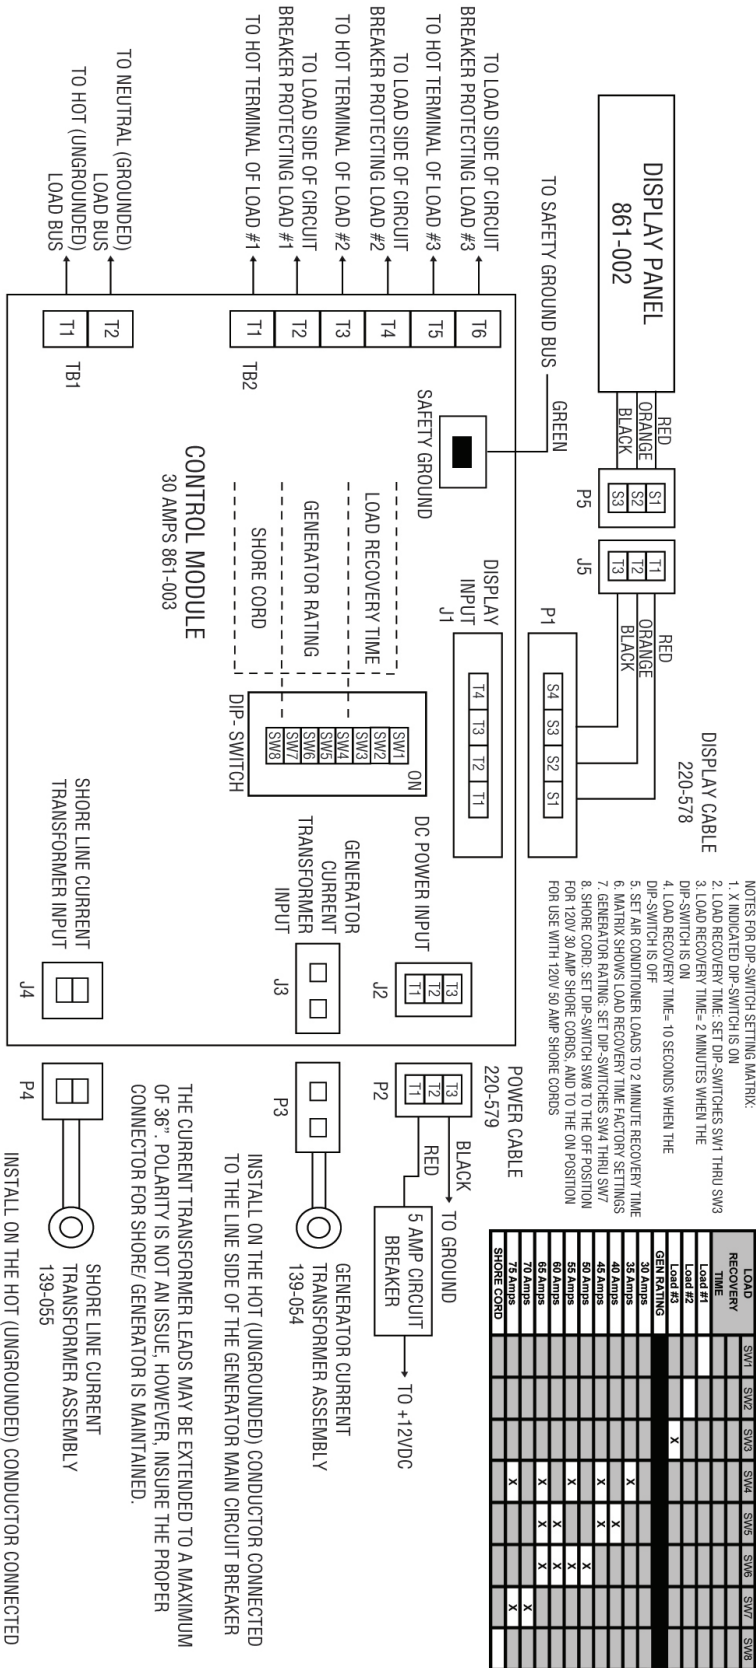 DISPLAY PANEL
861-002
RED
ORANGE
BLACK
S1
S2
S3
P5
T1
T2
T3
J5
RED
ORANGE
BLACK
DISPLAY CABLE
220-578
P1
S4
S3
S2
S1
TO SAFETY GROUND BUS
GREEN
SAFETY GROUND
DISPLAY
INPUT
J1
T4
T3
T2
T1
TO LOAD SIDE OF CIRCUIT
BREAKER PROTECTING LOAD #3
TO HOT TERMINAL OF LOAD #3
TO LOAD SIDE OF CIRCUIT
BREAKER PROTECTING LOAD #2
TO HOT TERMINAL OF LOAD #2
TO LOAD SIDE OF CIRCUIT
BREAKER PROTECTING LOAD #1
TO HOT TERMINAL OF LOAD #1
T6
T5
T4
T3
T2
T1
TB2
TO NEUTRAL (GROUNDED)
LOAD BUS
TO HOT (UNGROUNDED)
LOAD BUS
T2
T1
TB1
LOAD RECOVERY TIME
GENERATOR RATING
SHORE CORD
CONTROL MODULE
30 AMPS 861-003
ON
SW1
SW2
SW3
SW4
SW5
SW6
SW7
SW8
DIP- SWITCH
DC POWER INPUT
T3
T2
T1
J2
GENERATOR
CURRENT
TRANSFORMER
INPUT
J3
SHORE LINE CURRENT
TRANSFORMER INPUT
J4
POWER CABLE
220-579
T3
T2
T1
P2
BLACK
RED
TO GROUND
5 AMP CIRCUIT
BREAKER
TO +12VDC
P3
GENERATOR CURRENT
TRANSFORMER ASSEMBLY
139-054
INSTALL ON THE HOT (UNGROUNDED) CONDUCTOR CONNECTED
TO THE LINE SIDE OF THE GENERATOR MAIN CIRCUIT BREAKER
THE CURRENT TRANSFORMER LEADS MAY BE EXTENDED TO A MAXIMUM
OF 36". POLARITY IS NOT AN ISSUE, HOWEVER, INSURE THE PROPER
CONNECTOR FOR SHORE/ GENERATOR IS MAINTAINED.
P4
SHORE LINE CURRENT
TRANSFORMER ASSEMBLY
139-055
INSTALL ON THE HOT (UNGROUNDED) CONDUCTOR CONNECTED
NOTES FOR DIP-SWITCH SETTING MATRIX:
1. X INDICATED DIP-SWITCH IS ON
2. LOAD RECOVERY TIME: SET DIP-SWITCHES SW1 THRU SW3
3. LOAD RECOVERY TIME= 2 MINUTES WHEN THE
DIP-SWITCH IS ON
4. LOAD RECOVERY TIME= 10 SECONDS WHEN THE
DIP-SWITCH IS OFF
5. SET AIR CONDITIONER LOADS TO 2 MINUTE RECOVERY TIME
6. MATRIX SHOWS LOAD RECOVERY TIME FACTORY SETTINGS
7. GENERATOR RATING: SET DIP-SWITCHES SW4 THRU SW7
8. SHORE CORD: SET DIP-SWITCH SW8 TO THE OFF POSITION
FOR 120V 30 AMP SHORE CORDS, AND TO THE ON POSITION
FOR USE WITH 120V 50 AMP SHORE CORDS
LOAD
RECOVERY
TIME
SW1 SW2 SW3 SW4 SW5 SW6 SW7 SW8
Load #1
Load #2
Load #3 X
GEN RATING
30 Amps
35 Amps X
40 Amps X
45 Amps X X
50 Amps X
55 Amps X X
60 Amps X X
65 Amps X X X
70 Amps X
75 Amps X X
SHORE CORD